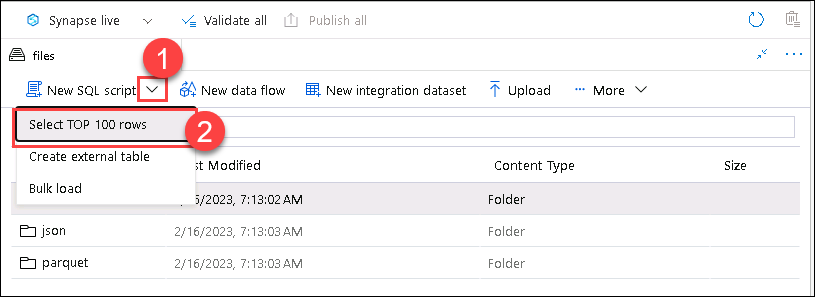 Synapse live Validate all Publish all
1
files
New SQL script New data flow New integration dataset Upload More
Select TOP 100 rows 2
Create external table
Modified Content Type Size
Bulk load
2023, 7:13:02 AM Folder
json 2/16/2023, 7:13:03 AM Folder
parquet 2/16/2023, 7:13:03 AM Folder